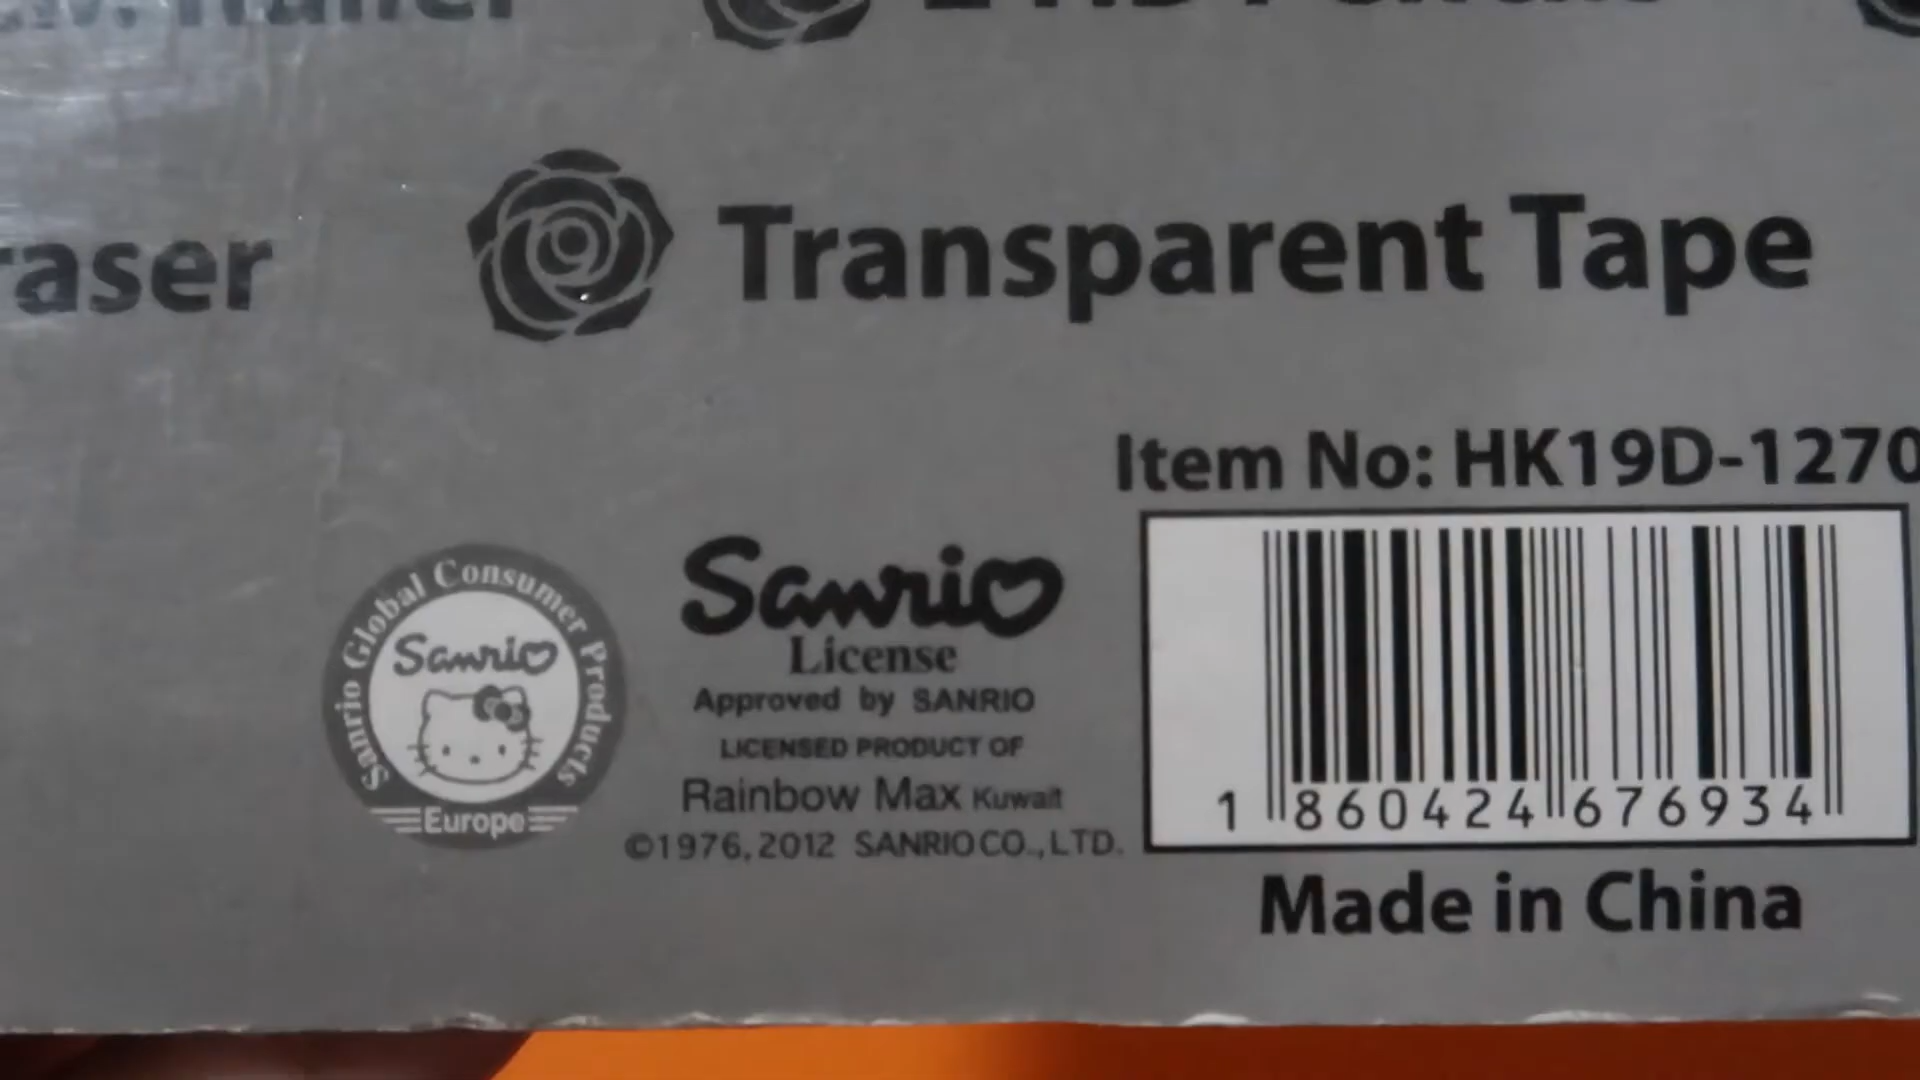 raser
Transparent Tape
Item No: HK19D-1270
Sanrio Global Consumer Products
Sanrio
Europe
Sanrio
License
Approved by SANRIO
LICENSED PRODUCT OF
Rainbow Max Kuwait
©1976,2012 SANRIO CO.,LTD.
1 860424 676934
Made in China